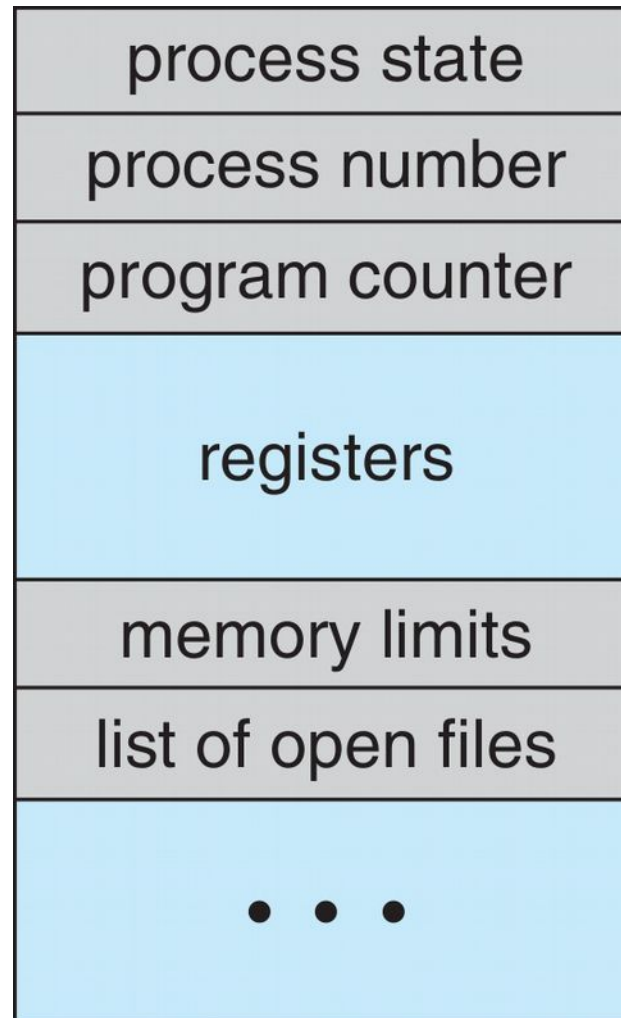 process state
process number
program counter
registers
memory limits
list of open files
• • •